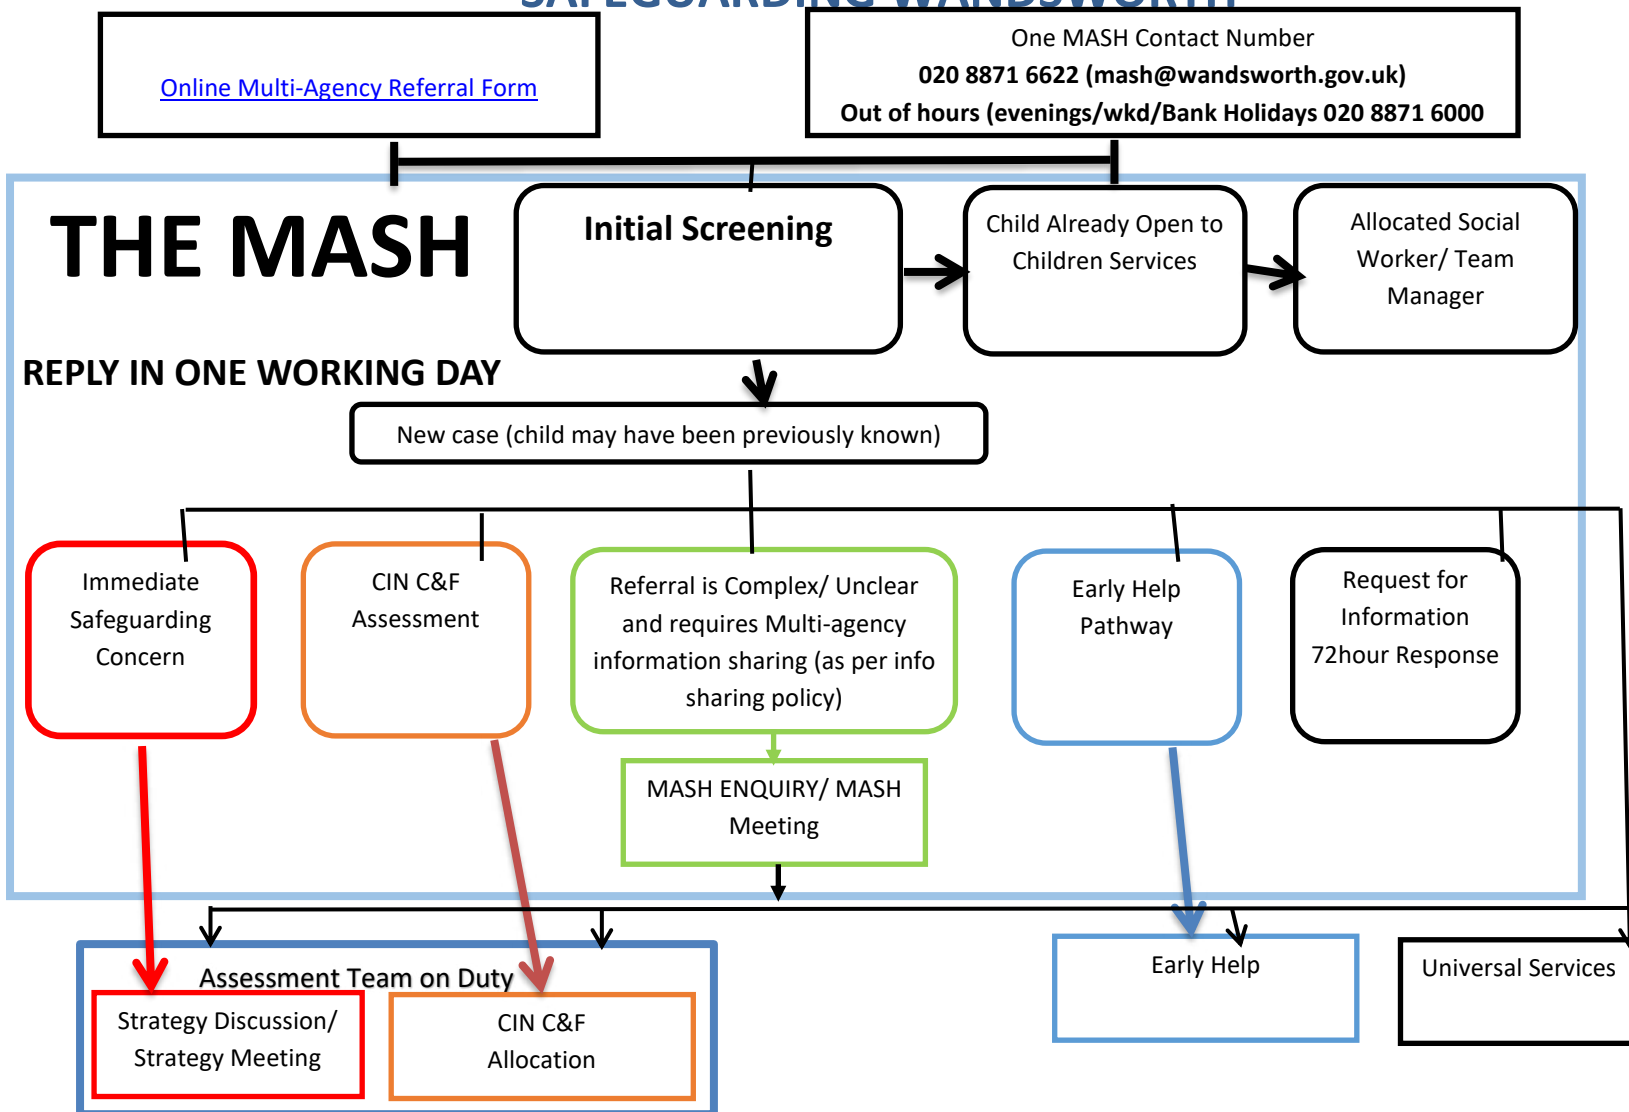 SAFEGUARDING WANDSWORTH
Online Multi-Agency Referral Form
One MASH Contact Number
020 8871 6622 (mash@wandsworth.gov.uk)
Out of hours (evenings/wkd/Bank Holidays 020 8871 6000
THE MASH
REPLY IN ONE WORKING DAY
Initial Screening
Child Already Open to
Children Services
Allocated Social
Worker/ Team
Manager
New case (child may have been previously known)
Immediate
Safeguarding
Concern
CIN C&F
Assessment
Referral is Complex/ Unclear
and requires Multi-agency
information sharing (as per info
sharing policy)
Early Help
Pathway
Request for
Information
72hour Response
MASH ENQUIRY/ MASH
Meeting
Assessment Team on Duty
Strategy Discussion/
Strategy Meeting
CIN C&F
Allocation
Early Help
Universal Services